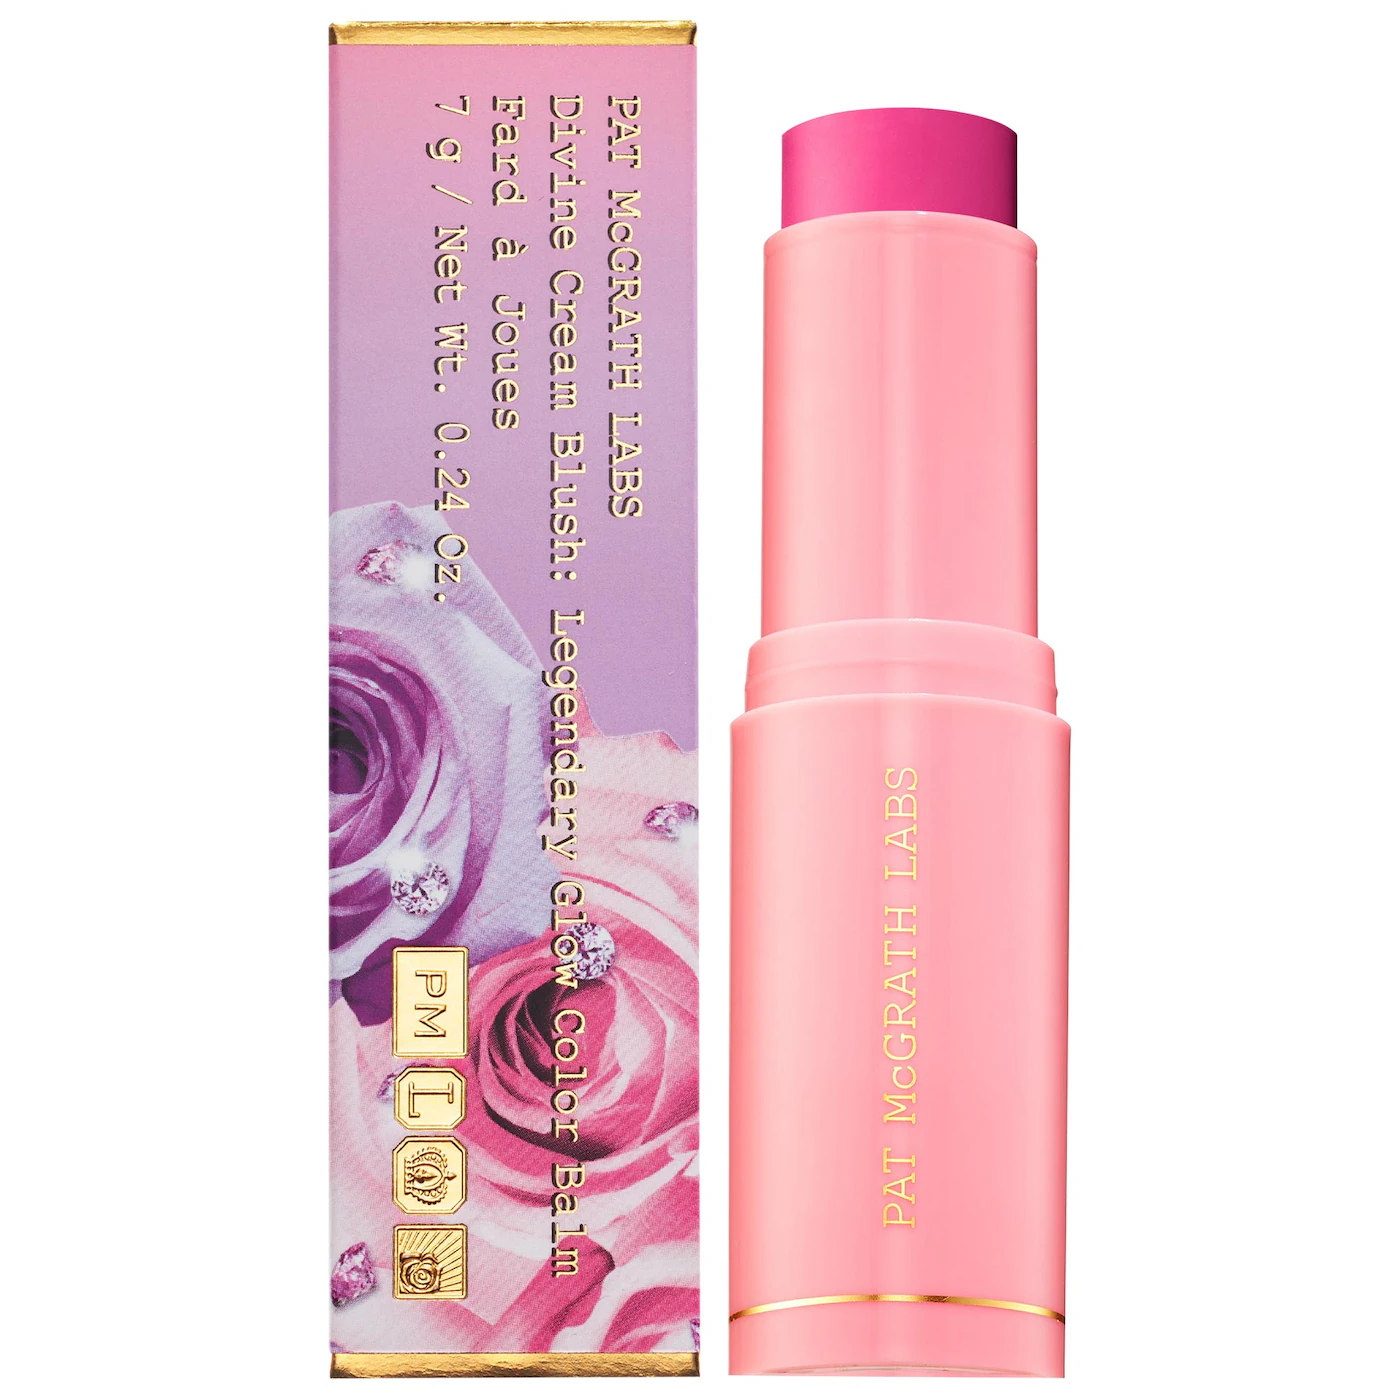 PAT McGRATH LABS
Divine Cream Blush: Legendary Glow Color Balm
Fard à Joues
7 g / Net Wt. 0.24 oz.
PM
L
PAT McGRATH LABS